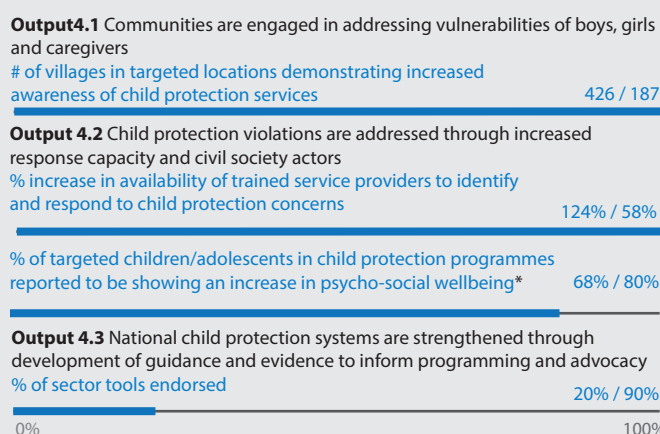 Output4.1 Communities are engaged in addressing vulnerabilities of boys, girls
and caregivers
# of villages in targeted locations demonstrating increased
awareness of child protection services 426 / 187
Output 4.2 Child protection violations are addressed through increased
response capacity and civil society actors
% increase in availability of trained service providers to identify
and respond to child protection concerns 124% / 58%
% of targeted children/adolescents in child protection programmes
reported to be showing an increase in psycho-social wellbeing* 68% / 80%
Output 4.3 National child protection systems are strengthened through
development of guidance and evidence to inform programming and advocacy
% of sector tools endorsed 20% / 90%
0% 100%